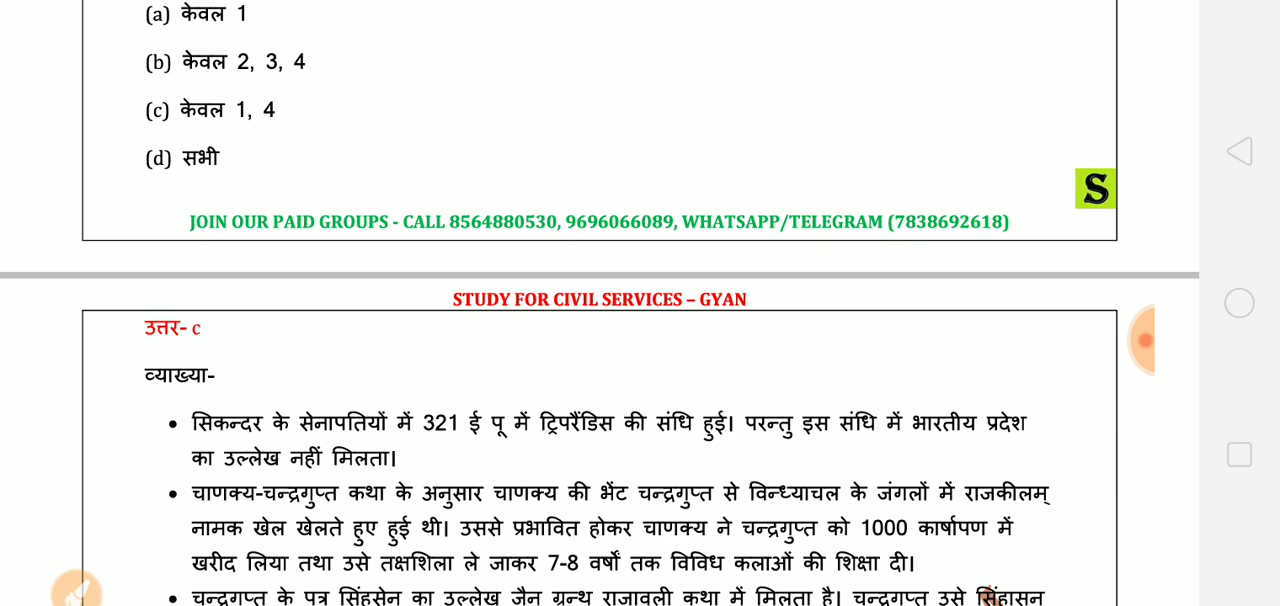 (a) केवल 1
(b) केवल 2, 3, 4
(c) केवल 1, 4
(d) सभी
S
JOIN OUR PAID GROUPS - CALL 8564880530, 9696066089, WHATSAPP/TELEGRAM (7838692618)
STUDY FOR CIVIL SERVICES – GYAN
उत्तर- c
व्याख्या-
• सिकन्दर के सेनापतियों में 321 ई पू में ट्रिपरैंडिस की संधि हुई। परन्तु इस संधि में भारतीय प्रदेश
का उल्लेख नहीं मिलता।
• चाणक्य-चन्द्रगुप्त कथा के अनुसार चाणक्य की भेंट चन्द्रगुप्त से विन्ध्याचल के जंगलों में राजकीलम्
नामक खेल खेलते हुए हुई थी। उससे प्रभावित होकर चाणक्य ने चन्द्रगुप्त को 1000 कार्षापण में
खरीद लिया तथा उसे तक्षशिला ले जाकर 7-8 वर्षों तक विविध कलाओं की शिक्षा दी।
• चन्द्रगुप्त के पुत्र सिंहसेन का उल्लेख जैन ग्रन्थ राजावली कथा में मिलता है। चन्द्रगुप्त उसे सिंहासन